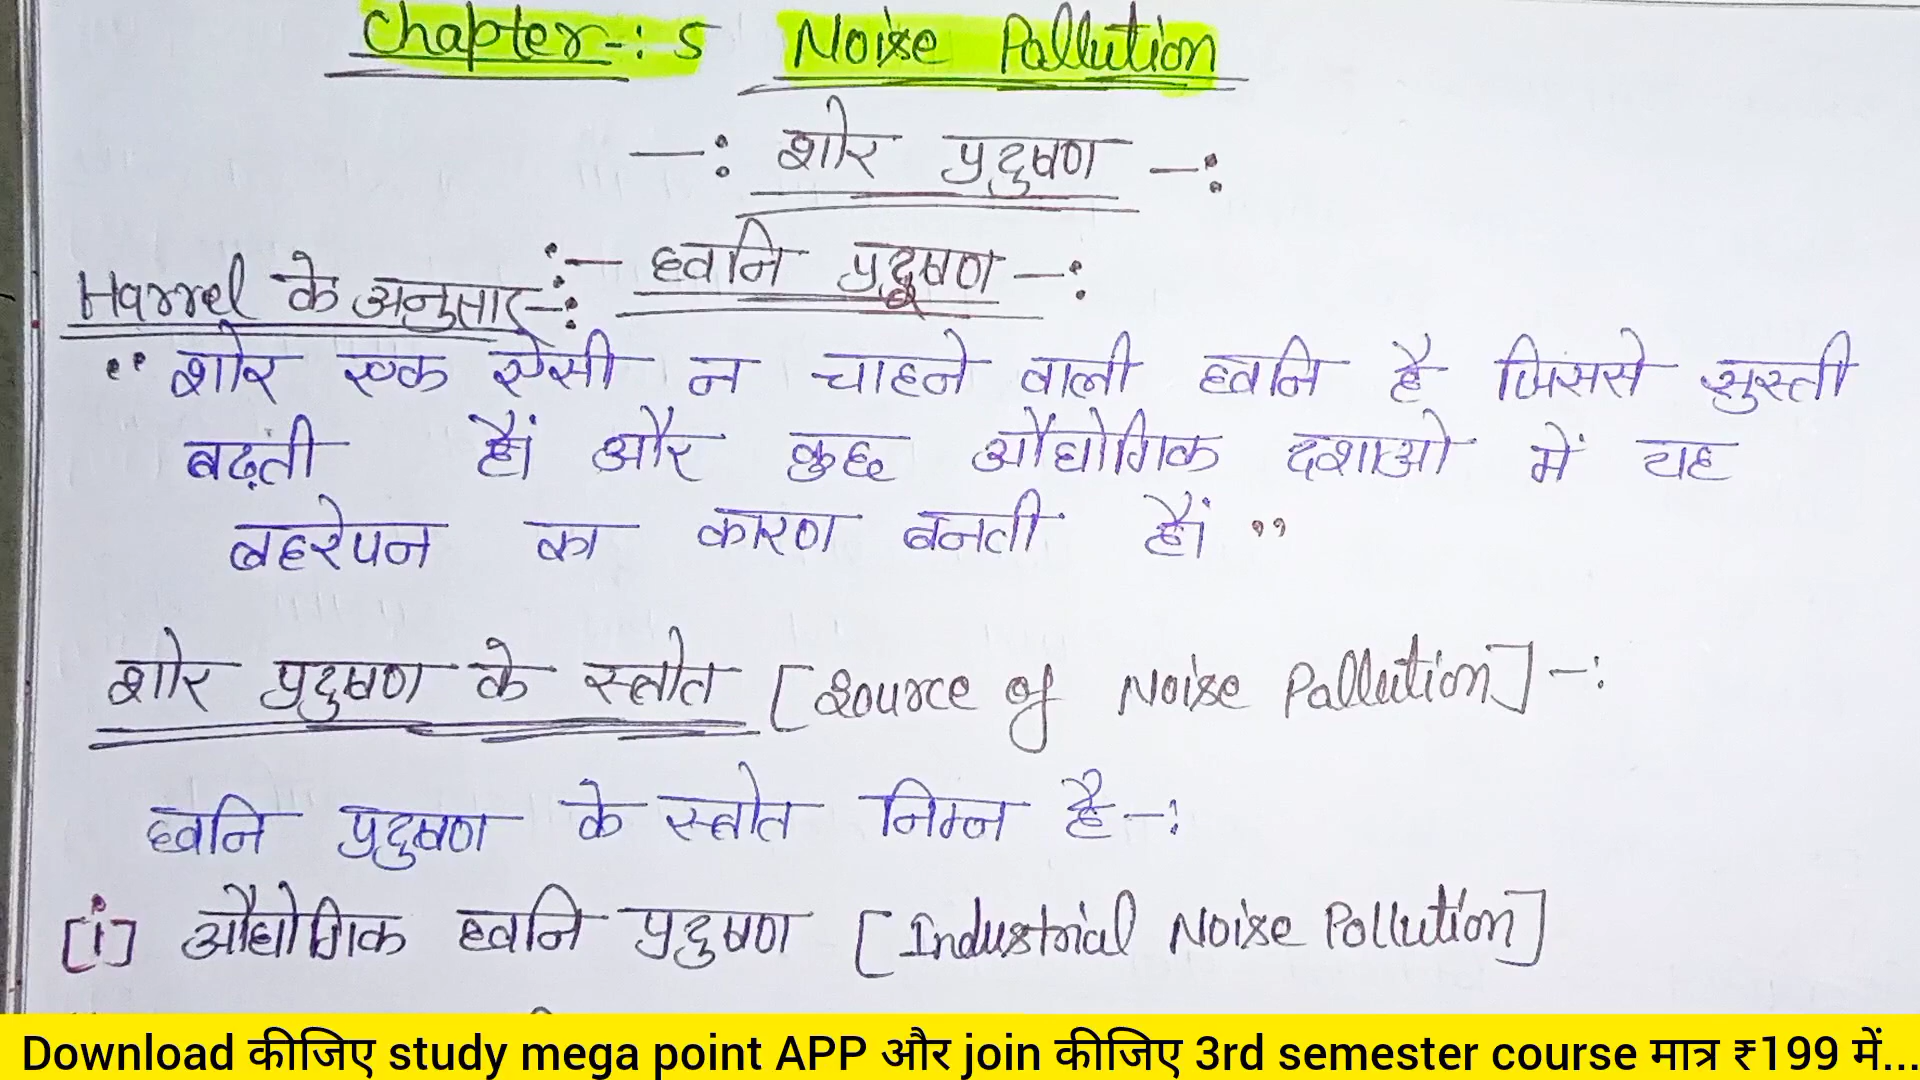 Chapter-: 5 Noise Pollution
-: शोर प्रदुषण -:
:- ध्वनि प्रदूषण -:
Harrel के अनुसार-:
"शोर एक ऐसी न चाहने वाली ध्वनि है जिससे सुस्ती
बढ़ती हैं। और कुछ औद्योगिक दशाओ में यह
बहरेपन का कारण बनती हैं। "
शोर प्रदुषण के स्त्रोत [Source of Noise Pollution] -:
ध्वनि प्रदुषण के स्त्रोत निम्न है-:
[i] औद्योगिक ध्वनि प्रदुषण [Industrial Noise Pollution]
Download कीजिए study mega point APP और join कीजिए 3rd semester course मात्र ₹199 में...